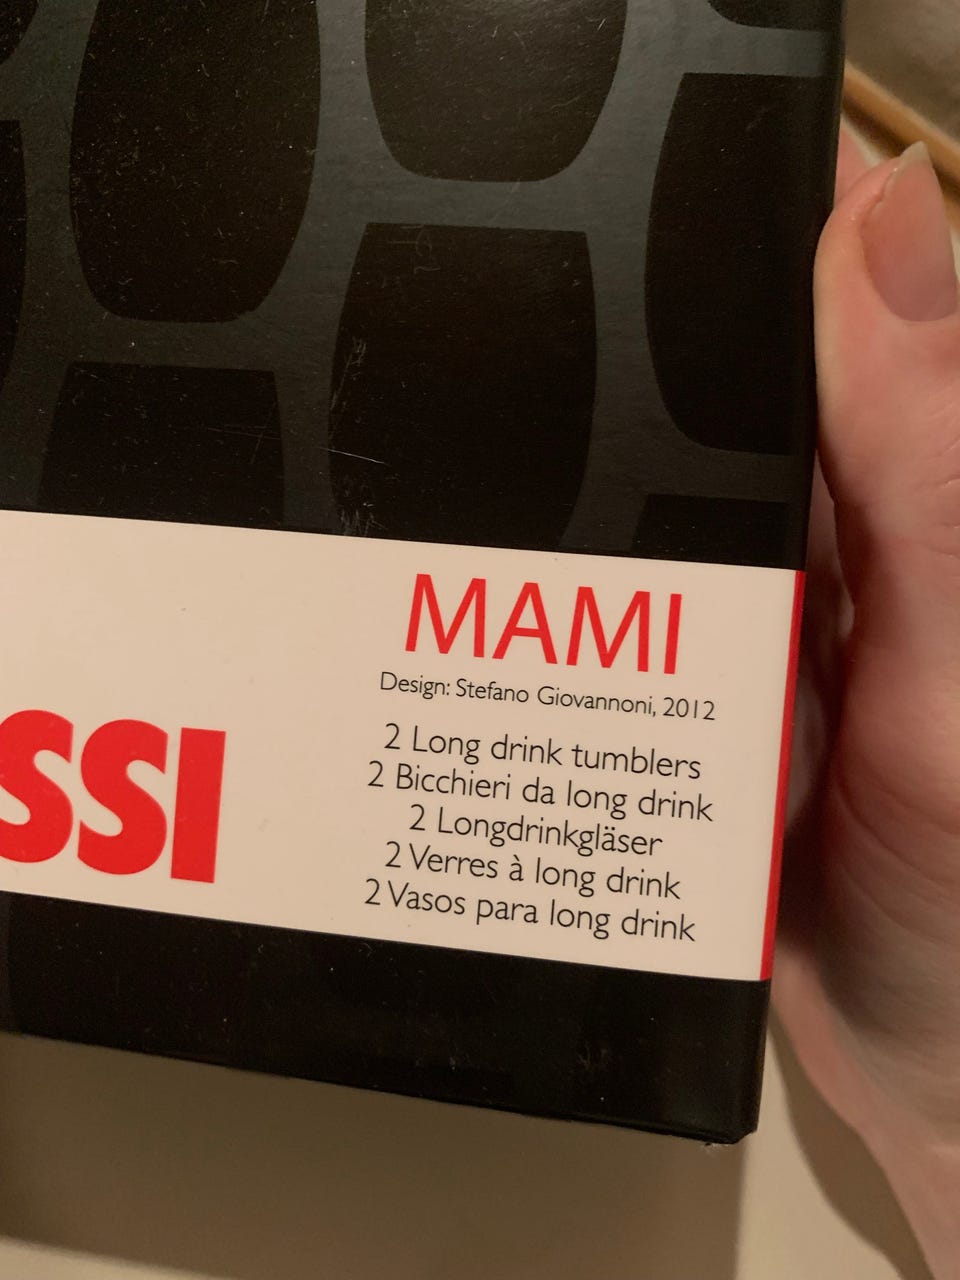 MAMI
Design: Stefano Giovannoni, 2012
SSI
2 Long drink tumblers
2 Bicchieri da long drink
2 Longdrinkgläser
2 Verres à long drink
2 Vasos para long drink